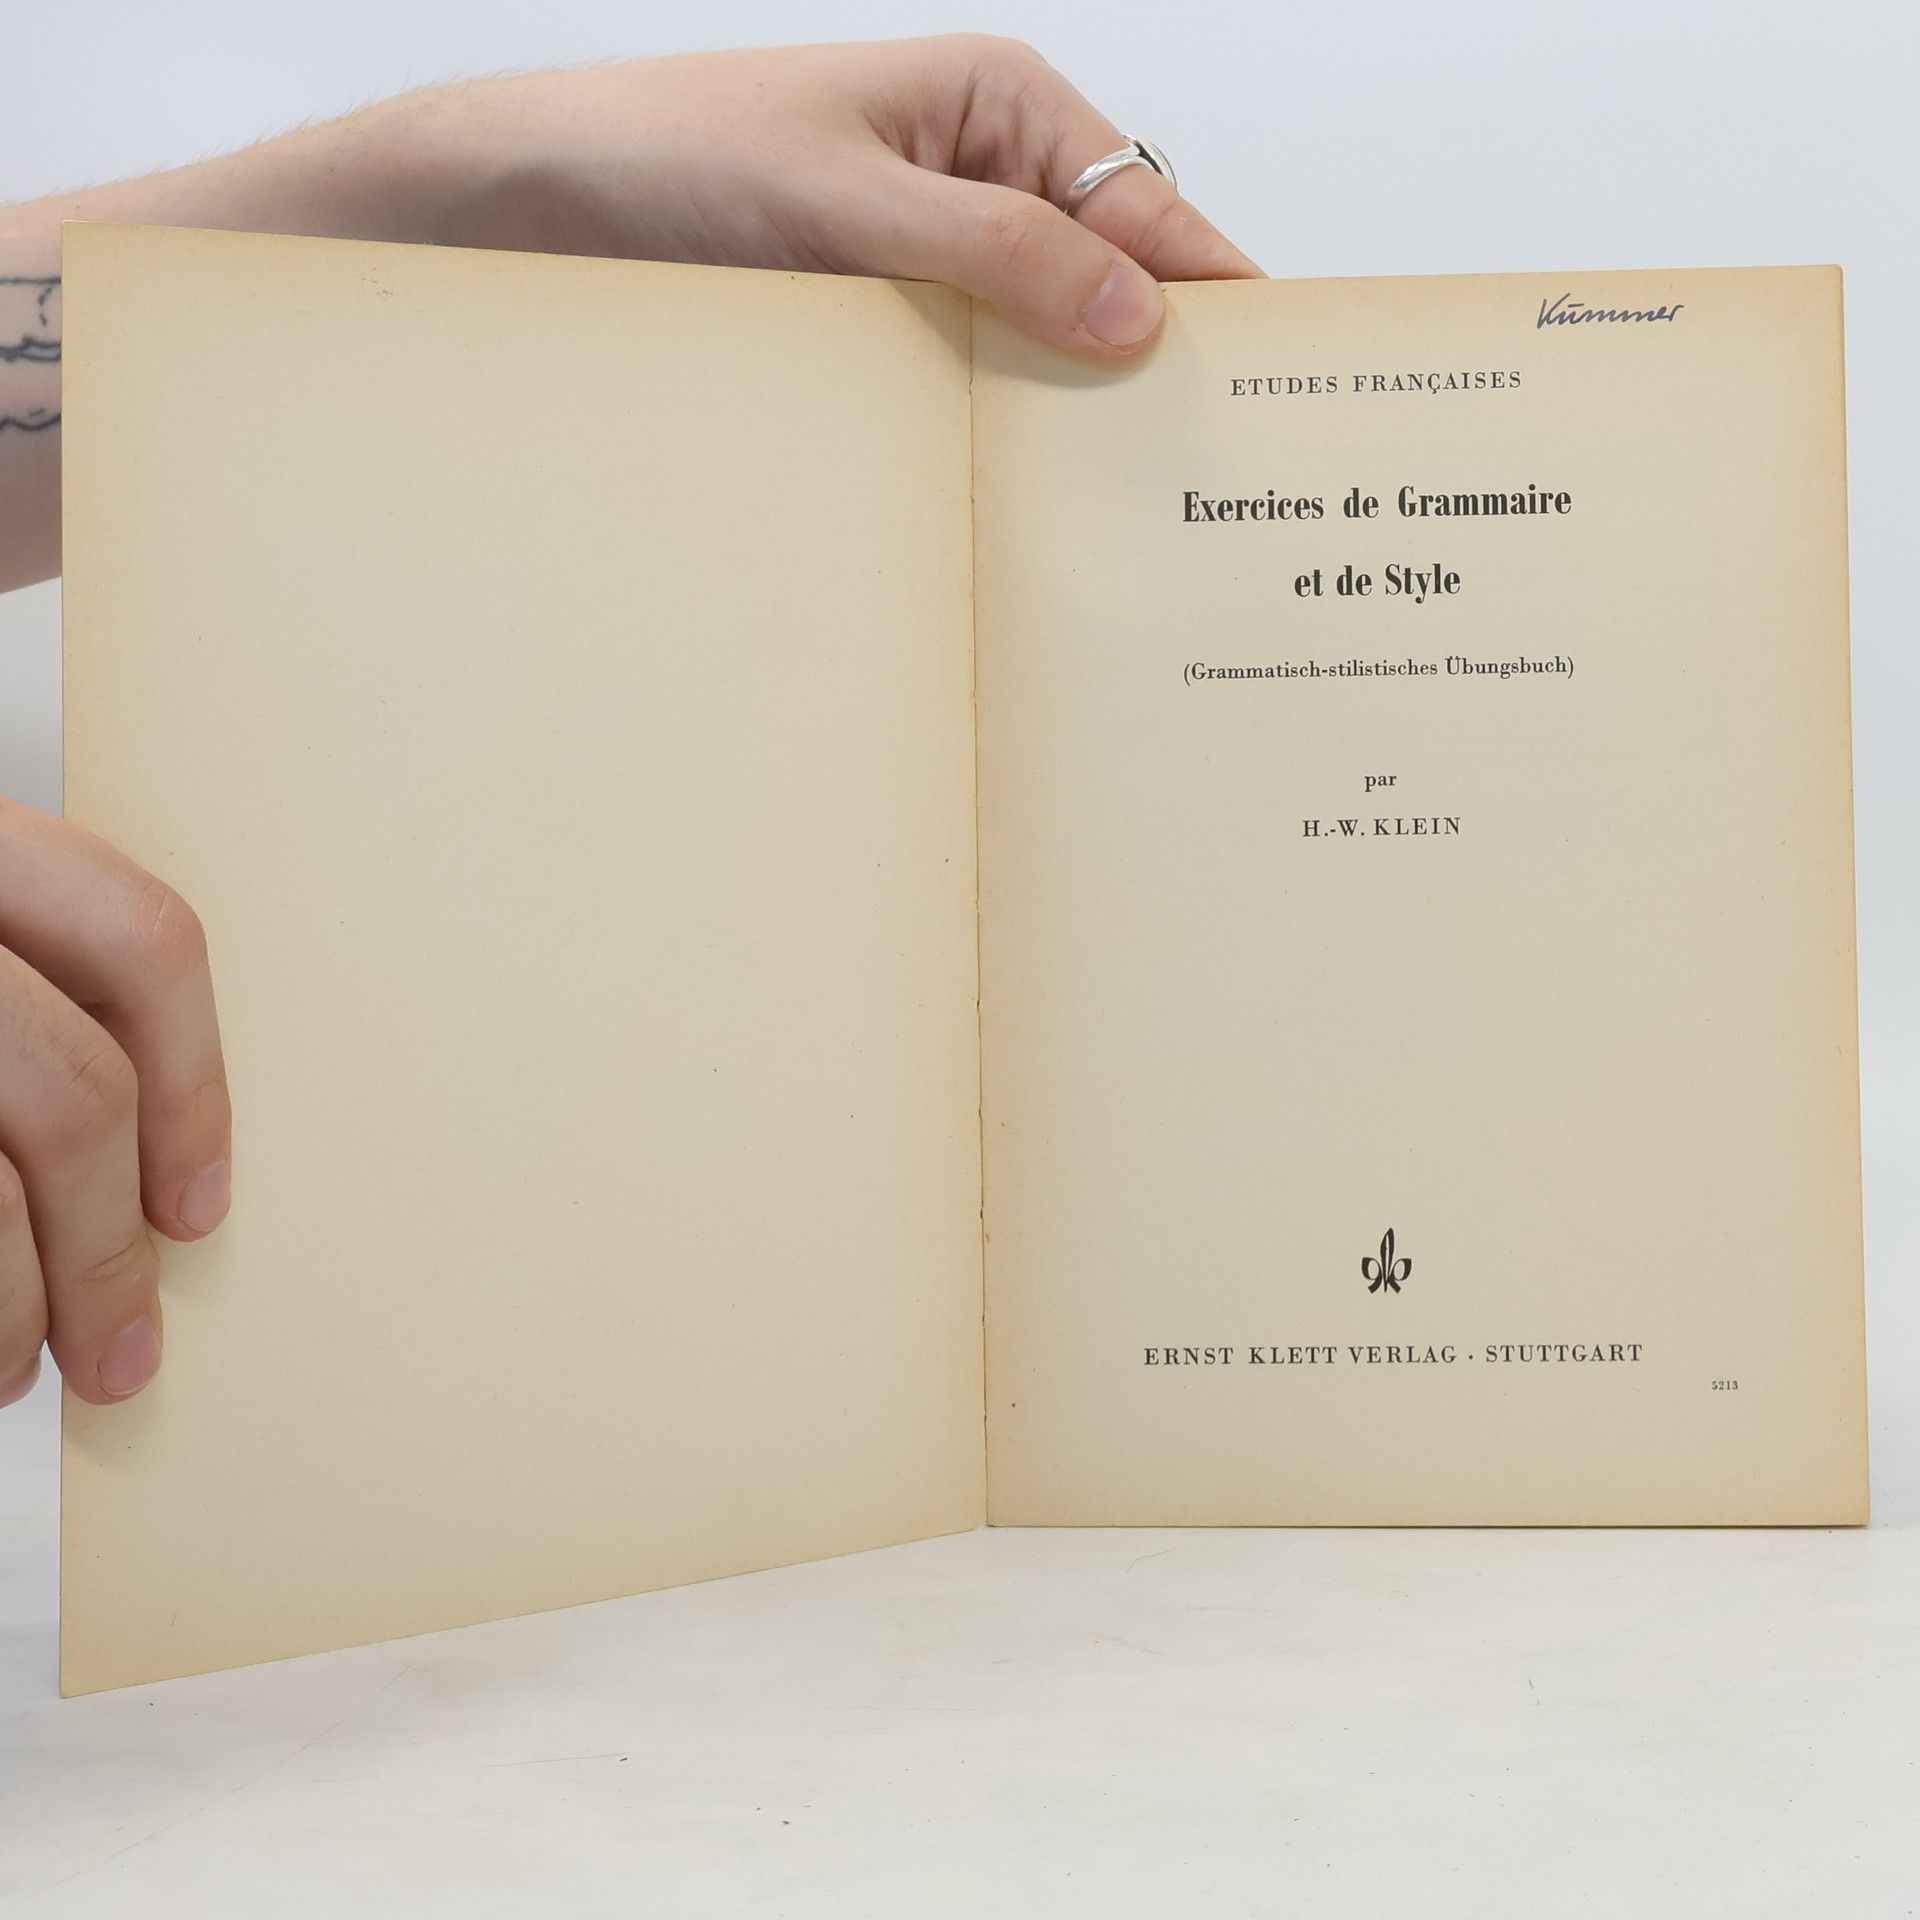 Kummer
ETUDES FRANÇAISES
Exercices de Grammaire
et de Style
(Grammatisch-stilistisches Übungsbuch)
par
H.-W. KLEIN
ERNST KLETT VERLAG · STUTTGART
5213